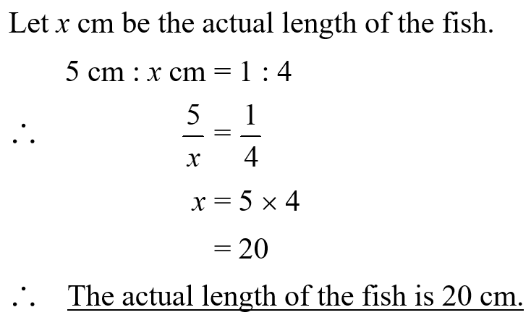 Let x cm be the actual length of the fish.
5 cm : x cm = 1 : 4
∴ 5/x = 1/4
x = 5 × 4
= 20
∴ The actual length of the fish is 20 cm.